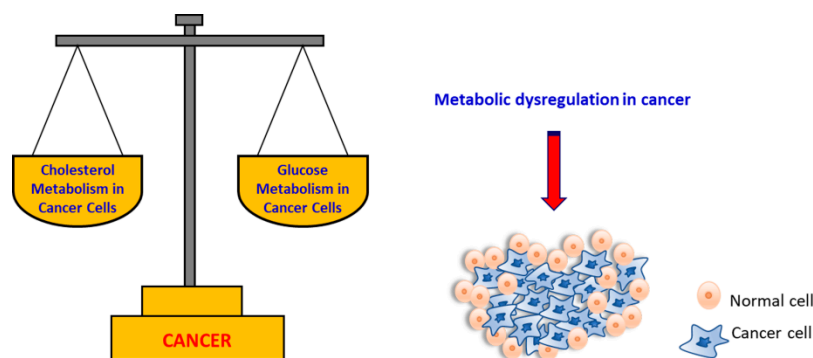 Cholesterol
Metabolism in
Cancer Cells
Glucose
Metabolism in
Cancer Cells
CANCER
Metabolic dysregulation in cancer
Normal cell
Cancer cell